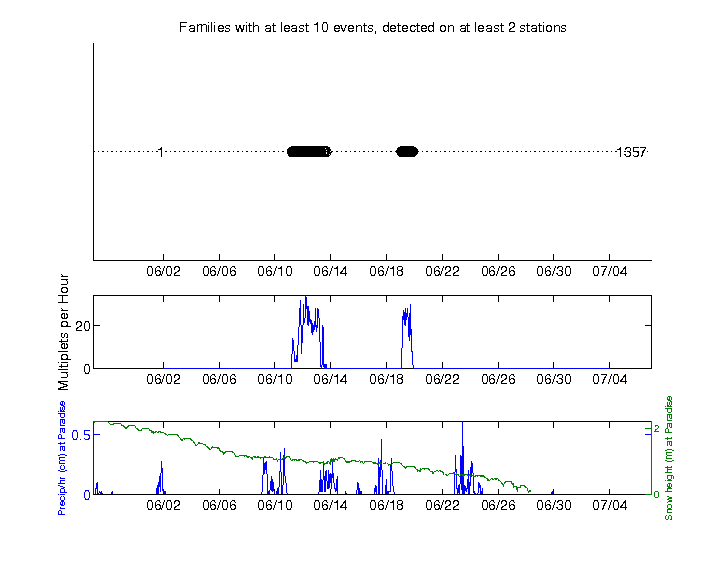 Families with at least 10 events, detected on at least 2 stations
1 1357
06/02 06/06 06/10 06/14 06/18 06/22 06/26 06/30 07/04
Multiplets per Hour
20
0
06/02 06/06 06/10 06/14 06/18 06/22 06/26 06/30 07/04
Precip/hr (cm) at Paradise
0.5
0
2
0
Snow height (m) at Paradise
06/02 06/06 06/10 06/14 06/18 06/22 06/26 06/30 07/04